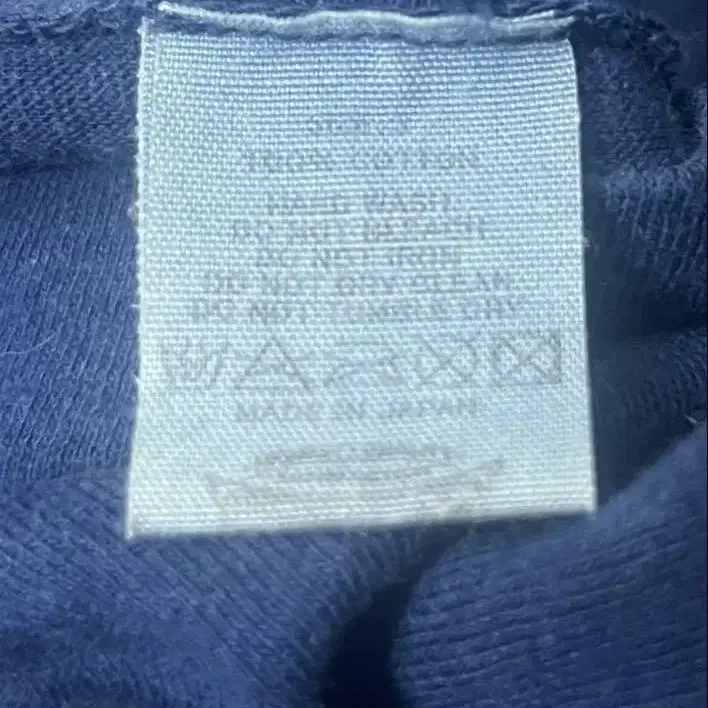 100% COTTON
HAND WASH
DO NOT BLEACH
DO NOT IRON
DO NOT DRY CLEAN
DO NOT TUMBLE DRY
MADE IN JAPAN